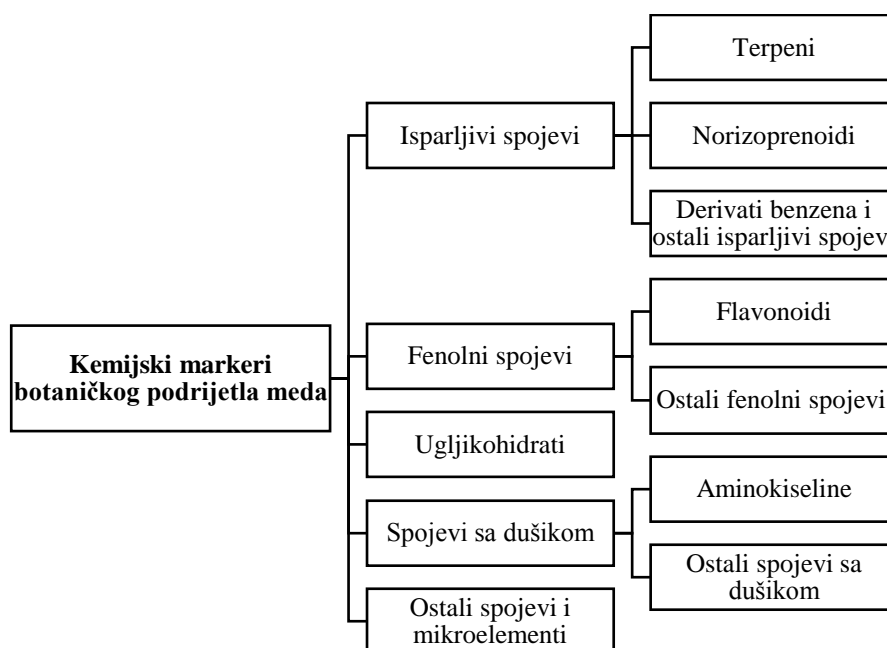 Terpeni
Isparljivi spojevi
Norizoprenoidi
Derivati benzena i
ostali isparljivi spojev
Flavonoidi
Kemijski markeri
botaničkog podrijetla meda
Fenolni spojevi
Ostali fenolni spojevi
Ugljikohidrati
Aminokiseline
Spojevi sa dušikom
Ostali spojevi sa
dušikom
Ostali spojevi i
mikroelementi